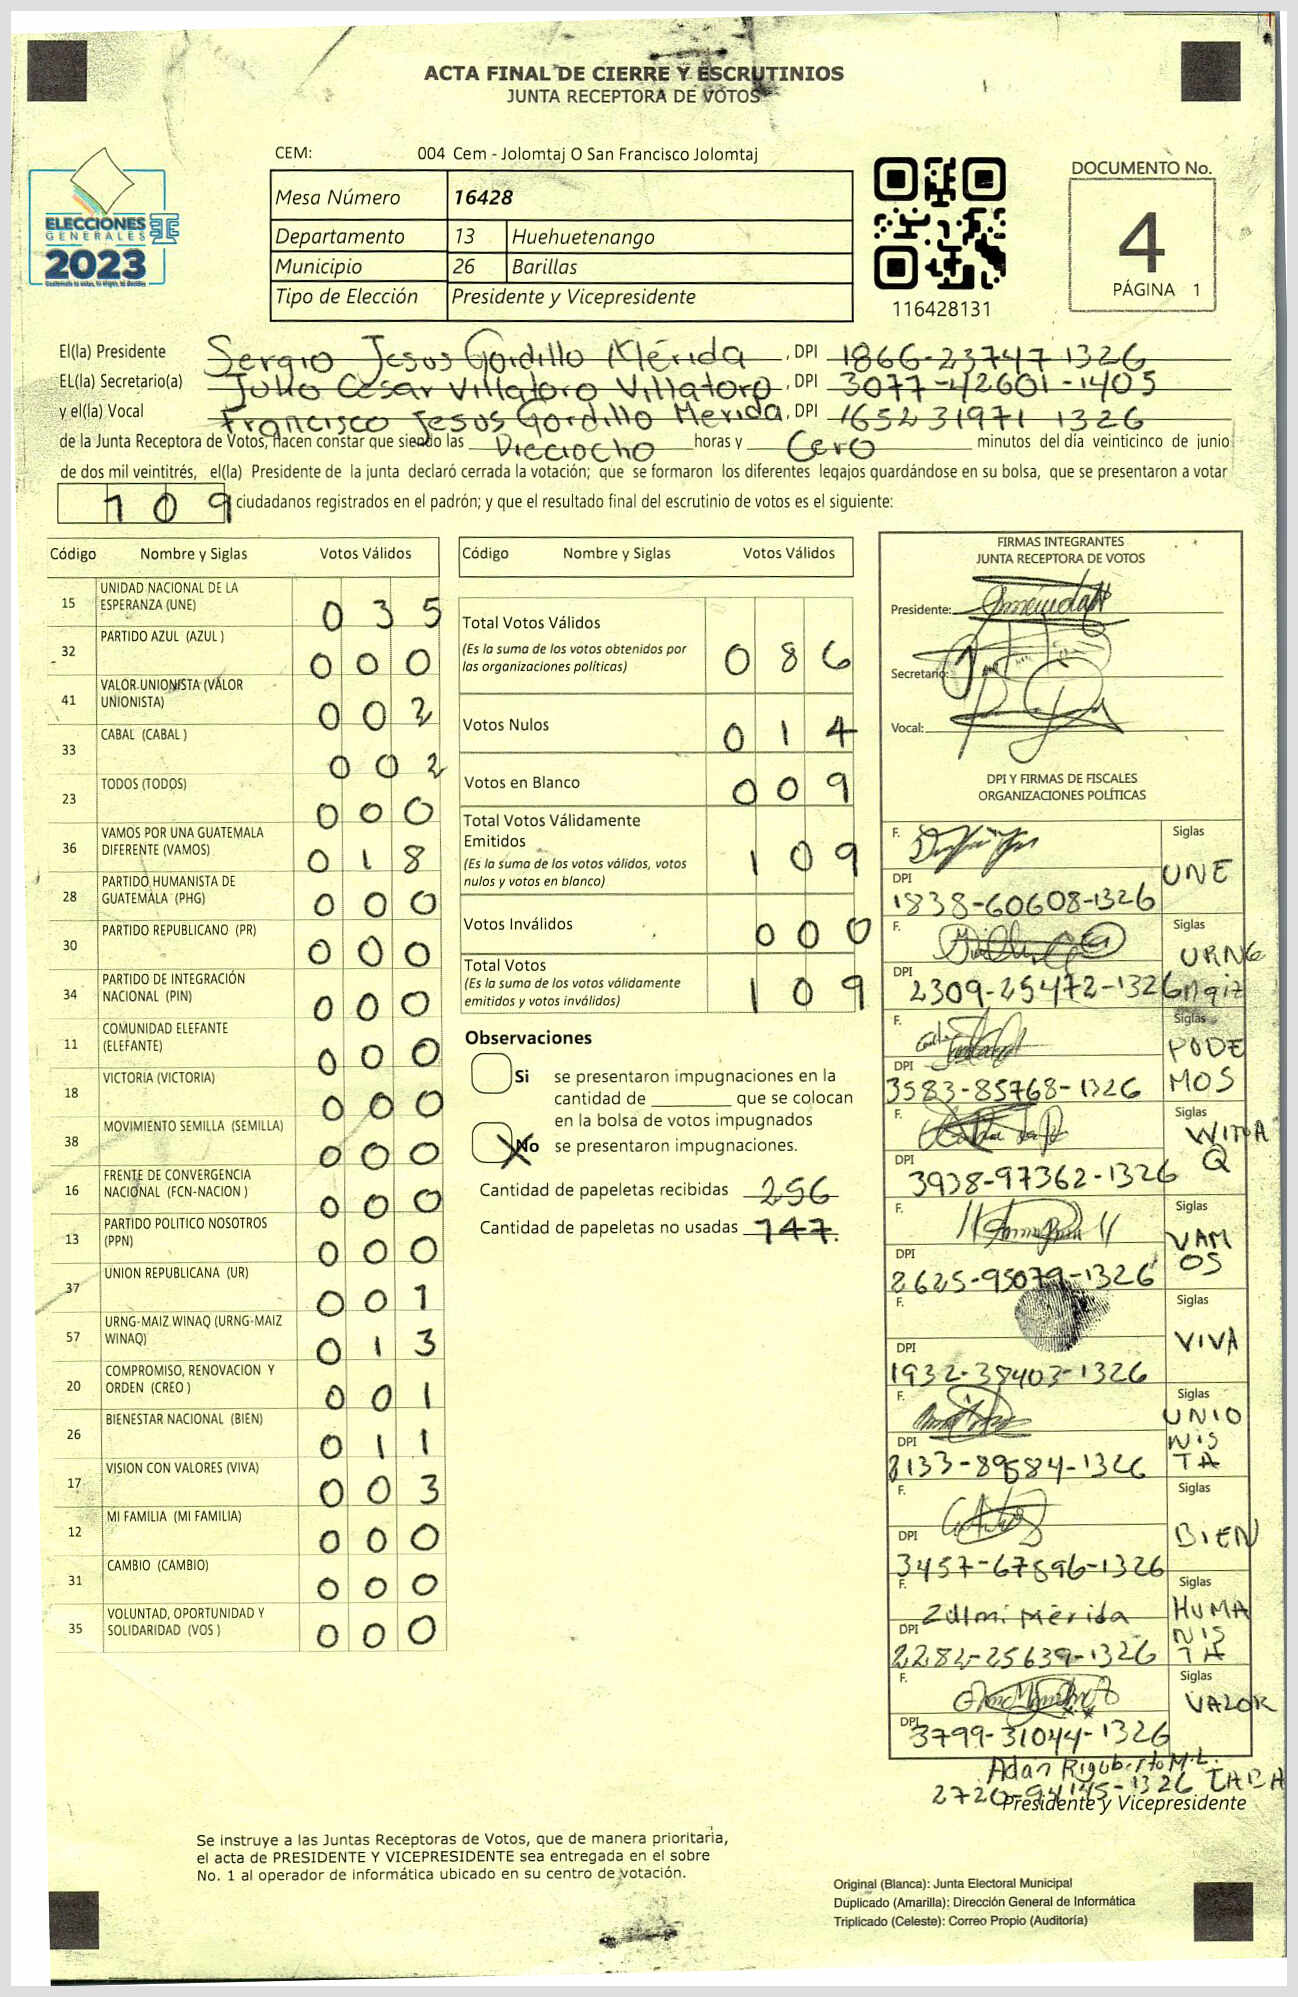 ACTA FINAL DE CIERRE Y ESCRUTINIOS
JUNTA RECEPTORA DE VOTOS
ELECCIONES
GENERALES
2023
CEM: 004 Cem - Jolomtaj O San Francisco Jolomtaj
Mesa Número 16428
Departamento 13 Huehuetenango
Municipio 26 Barillas
Tipo de Elección Presidente y Vicepresidente
116428131
DOCUMENTO No.
4
PÁGINA 1
El(la) Presidente Sergio Jesus Gordillo Mérida, DPI 1866-23747 1326
EL(la) Secretario(a) Julio Cesar Villatoro Villatoro, DPI 3077-42601-1405
y el(la) Vocal Francisco Jesus Gordillo Merida, DPI 1652 31971 1326
de la Junta Receptora de Votos, hacen constar que siendo las Dieciocho horas y Cero minutos del día veinticinco de junio
de dos mil veintitrés, el(la) Presidente de la junta declaró cerrada la votación; que se formaron los diferentes legajos guardándose en su bolsa, que se presentaron a votar
109 ciudadanos registrados en el padrón; y que el resultado final del escrutinio de votos es el siguiente:
Código Nombre y Siglas Votos Válidos
15 UNIDAD NACIONAL DE LA
ESPERANZA (UNE) 0 3 5
32 PARTIDO AZUL (AZUL ) 0 0 0
41 VALOR UNIONISTA (VALOR
UNIONISTA) 0 0 2
33 CABAL (CABAL ) 0 0 2
23 TODOS (TODOS) 0 0 0
36 VAMOS POR UNA GUATEMALA
DIFERENTE (VAMOS) 0 1 8
28 PARTIDO HUMANISTA DE
GUATEMALA (PHG) 0 0 0
30 PARTIDO REPUBLICANO (PR) 0 0 0
34 PARTIDO DE INTEGRACIÓN
NACIONAL (PIN) 0 0 0
11 COMUNIDAD ELEFANTE
(ELEFANTE) 0 0 0
18 VICTORIA (VICTORIA) 0 0 0
38 MOVIMIENTO SEMILLA (SEMILLA) 0 0 0
16 FRENTE DE CONVERGENCIA
NACIONAL (FCN-NACION ) 0 0 0
13 PARTIDO POLITICO NOSOTROS
(PPN) 0 0 0
37 UNION REPUBLICANA (UR) 0 0 1
57 URNG-MAIZ WINAQ (URNG-MAIZ
WINAQ) 0 1 3
20 COMPROMISO, RENOVACION Y
ORDEN (CREO ) 0 0 1
26 BIENESTAR NACIONAL (BIEN) 0 1 1
17 VISION CON VALORES (VIVA) 0 0 3
12 MI FAMILIA (MI FAMILIA) 0 0 0
31 CAMBIO (CAMBIO) 0 0 0
35 VOLUNTAD, OPORTUNIDAD Y
SOLIDARIDAD (VOS ) 0 0 0
Código Nombre y Siglas Votos Válidos
Total Votos Válidos
(Es la suma de los votos obtenidos por
las organizaciones políticas) 0 8 6
Votos Nulos 0 1 4
Votos en Blanco 0 0 9
Total Votos Válidamente
Emitidos
(Es la suma de los votos válidos, votos
nulos y votos en blanco) 1 0 9
Votos Inválidos 0 0 0
Total Votos
(Es la suma de los votos válidamente
emitidos y votos inválidos) 1 0 9
Observaciones
Si se presentaron impugnaciones en la
cantidad de ________ que se colocan
en la bolsa de votos impugnados
No se presentaron impugnaciones.
Cantidad de papeletas recibidas 256
Cantidad de papeletas no usadas 147.
FIRMAS INTEGRANTES
JUNTA RECEPTORA DE VOTOS
Presidente:
Secretario:
Vocal:
DPI Y FIRMAS DE FISCALES
ORGANIZACIONES POLÍTICAS
F. Siglas
UNE
DPI
1838-60608-1326
F. Siglas
URNG
DPI
2309-25472-1326 maiz
F. Siglas
PODE
MOS
DPI
3583-85768-1326
F. Siglas
WINA
Q
DPI
3938-97362-1326
F. Siglas
VAM
OS
DPI
2625-95079-1326
F. Siglas
VIVA
DPI
1932-38403-1326
F. Siglas
UNIO
NIS
TA
DPI
3133-89584-1326
F. Siglas
BIEN
DPI
3457-67896-1326
F. Siglas
Zulmi Mérida
HUMA
NIS
TA
DPI
2282-25639-1326
F. Siglas
VALOR
DPI
3799-31044-1326
Adan Rigoberto M.L.
Presidente y Vicepresidente
Se instruye a las Juntas Receptoras de Votos, que de manera prioritaria,
el acta de PRESIDENTE Y VICEPRESIDENTE sea entregada en el sobre
No. 1 al operador de informática ubicado en su centro de votación.
Original (Blanca): Junta Electoral Municipal
Duplicado (Amarilla): Dirección General de Informática
Triplicado (Celeste): Correo Propio (Auditoría)